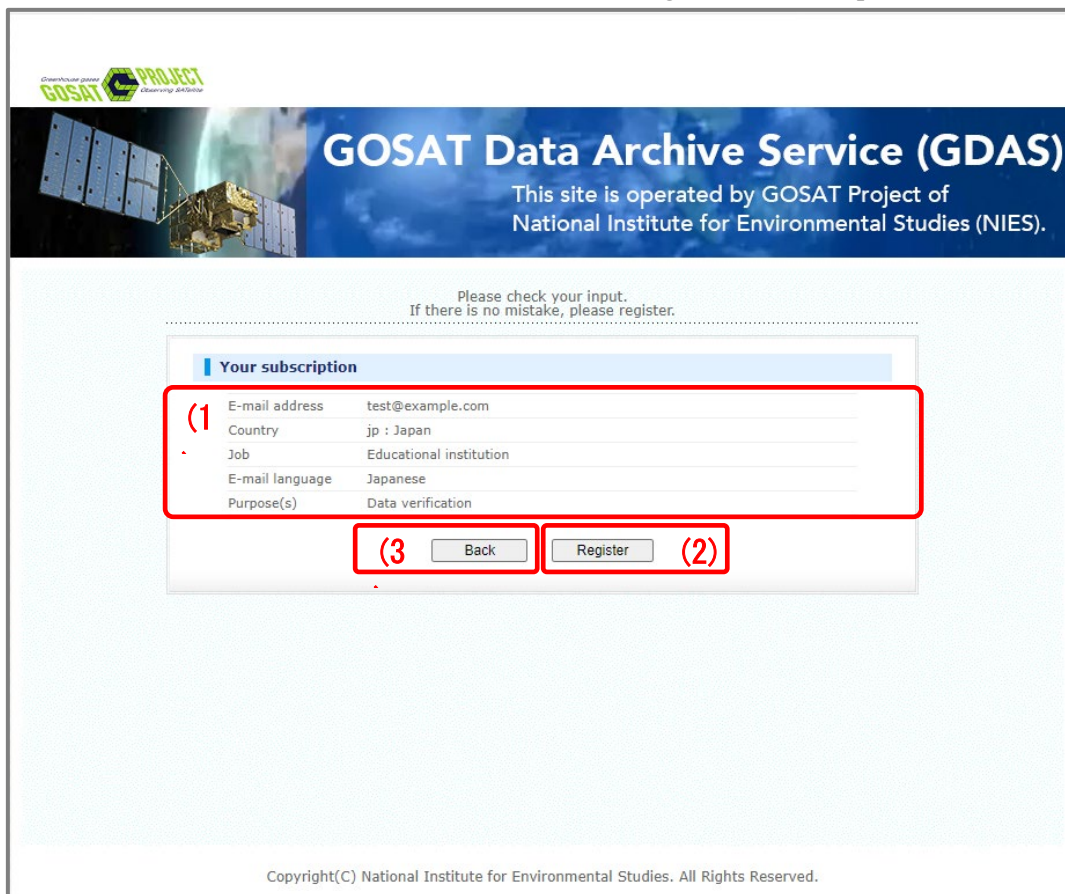 Greenhouse gases
GOSAT
PROJECT
Observing SATellite
GOSAT Data Archive Service (GDAS)
This site is operated by GOSAT Project of
National Institute for Environmental Studies (NIES).
Please check your input.
If there is no mistake, please register.
Your subscription
(1
E-mail address test@example.com
Country jp : Japan
Job Educational institution
E-mail language Japanese
Purpose(s) Data verification
(3 Back Register (2)
Copyright(C) National Institute for Environmental Studies. All Rights Reserved.